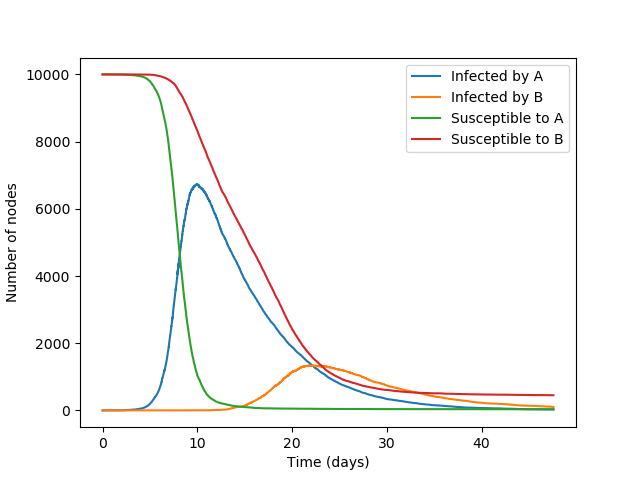 10000
8000
6000
4000
2000
0
Number of nodes
0 10 20 30 40
Time (days)
Infected by A
Infected by B
Susceptible to A
Susceptible to B